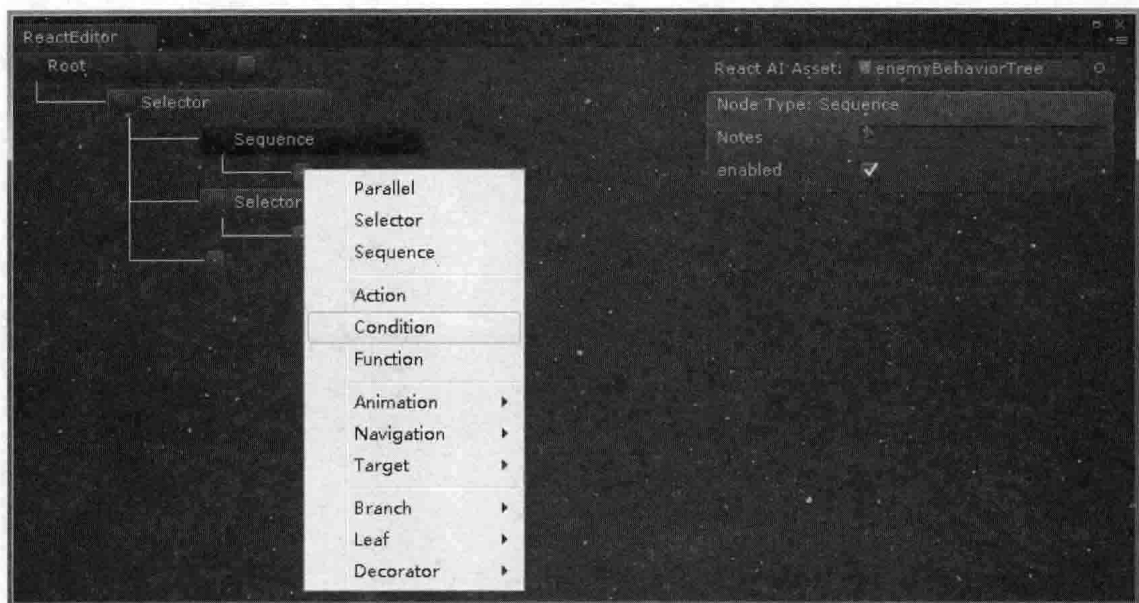 ReactEditor
Root
Selector
Sequence
Selector
Parallel
Selector
Sequence
Action
Condition
Function
Animation
Navigation
Target
Branch
Leaf
Decorator
React AI Asset: enemyBehaviorTree
Node Type: Sequence
Notes
enabled